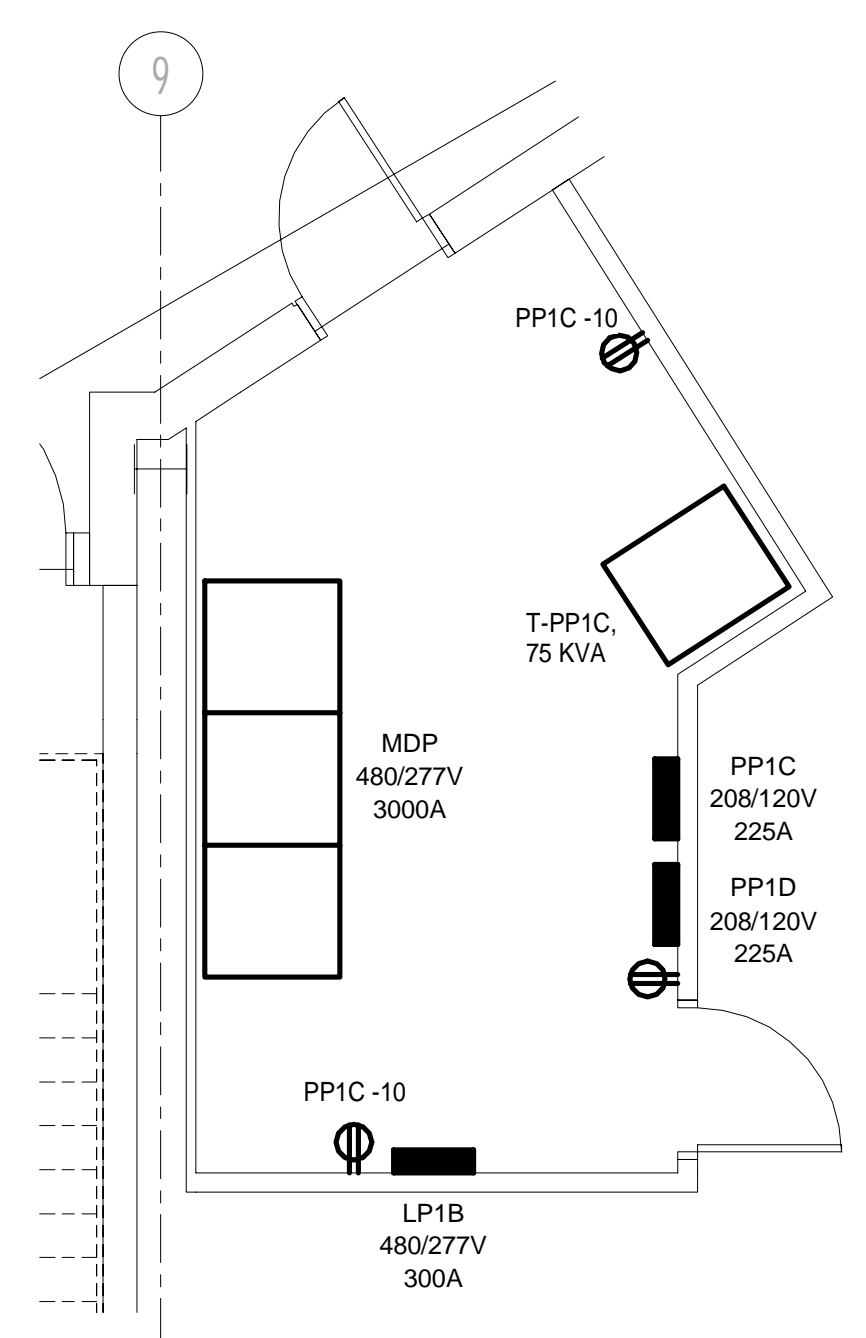 9
PP1C -10
T-PP1C,
75 KVA
MDP
480/277V
3000A
PP1C
208/120V
225A
PP1D
208/120V
225A
PP1C -10
LP1B
480/277V
300A